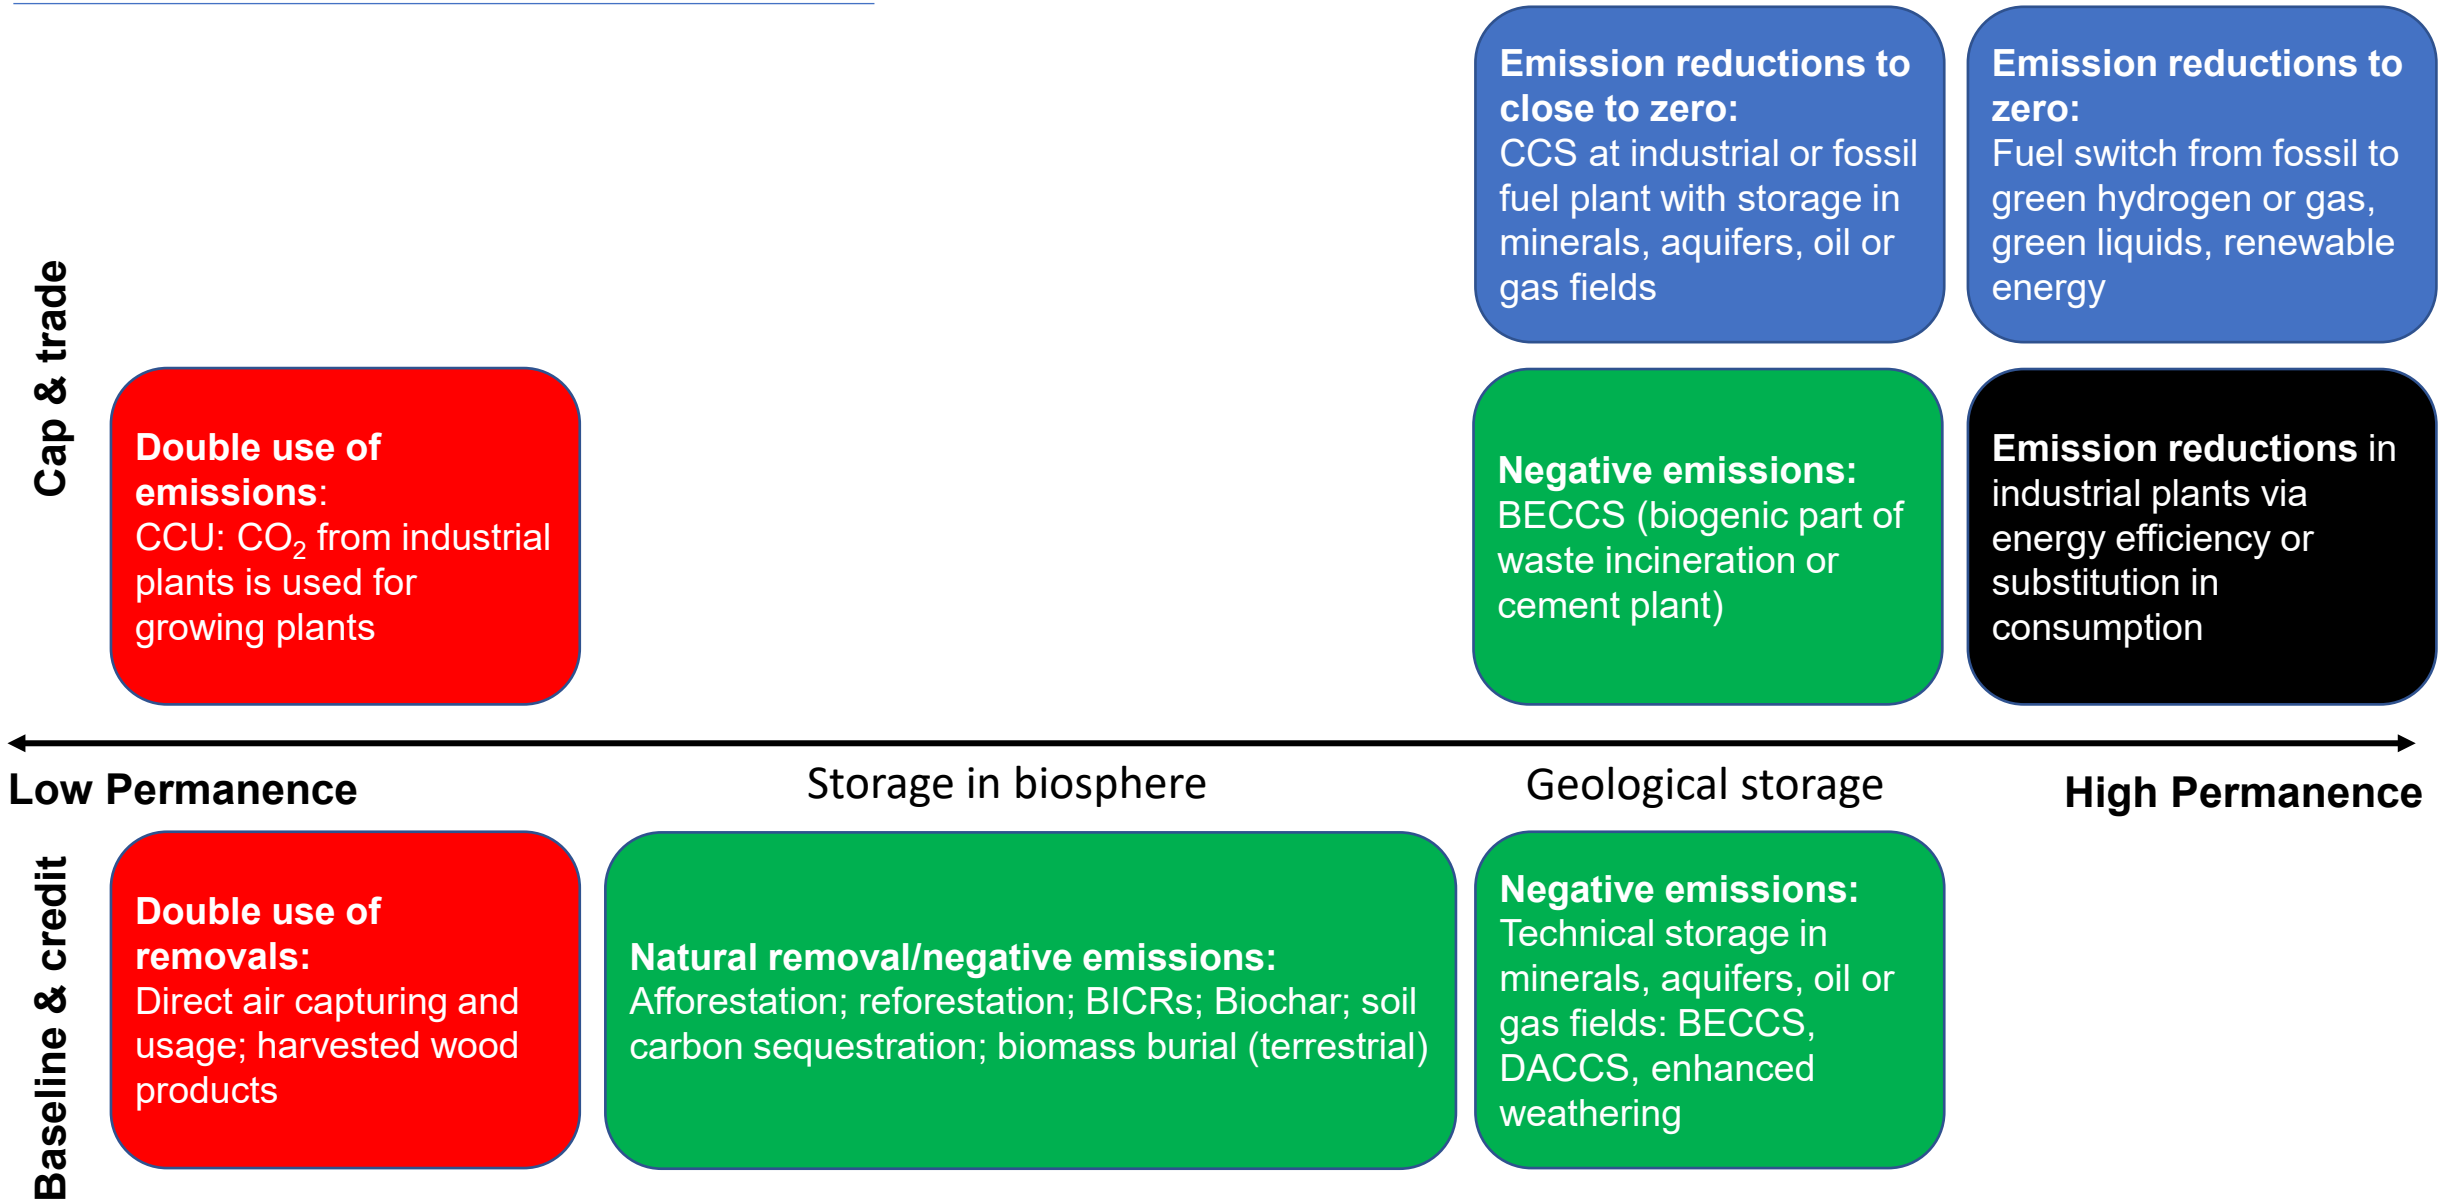 Emission reductions to
close to zero:
CCS at industrial or fossil
fuel plant with storage in
minerals, aquifers, oil or
gas fields
Emission reductions to
zero:
Fuel switch from fossil to
green hydrogen or gas,
green liquids, renewable
energy
Cap & trade
Double use of
emissions:
CCU: CO₂ from industrial
plants is used for
growing plants
Negative emissions:
BECCS (biogenic part of
waste incineration or
cement plant)
Emission reductions in
industrial plants via
energy efficiency or
substitution in
consumption
Low Permanence
Storage in biosphere
Geological storage
High Permanence
Baseline & credit
Double use of
removals:
Direct air capturing and
usage; harvested wood
products
Natural removal/negative emissions:
Afforestation; reforestation; BICRs; Biochar; soil
carbon sequestration; biomass burial (terrestrial)
Negative emissions:
Technical storage in
minerals, aquifers, oil or
gas fields: BECCS,
DACCS, enhanced
weathering